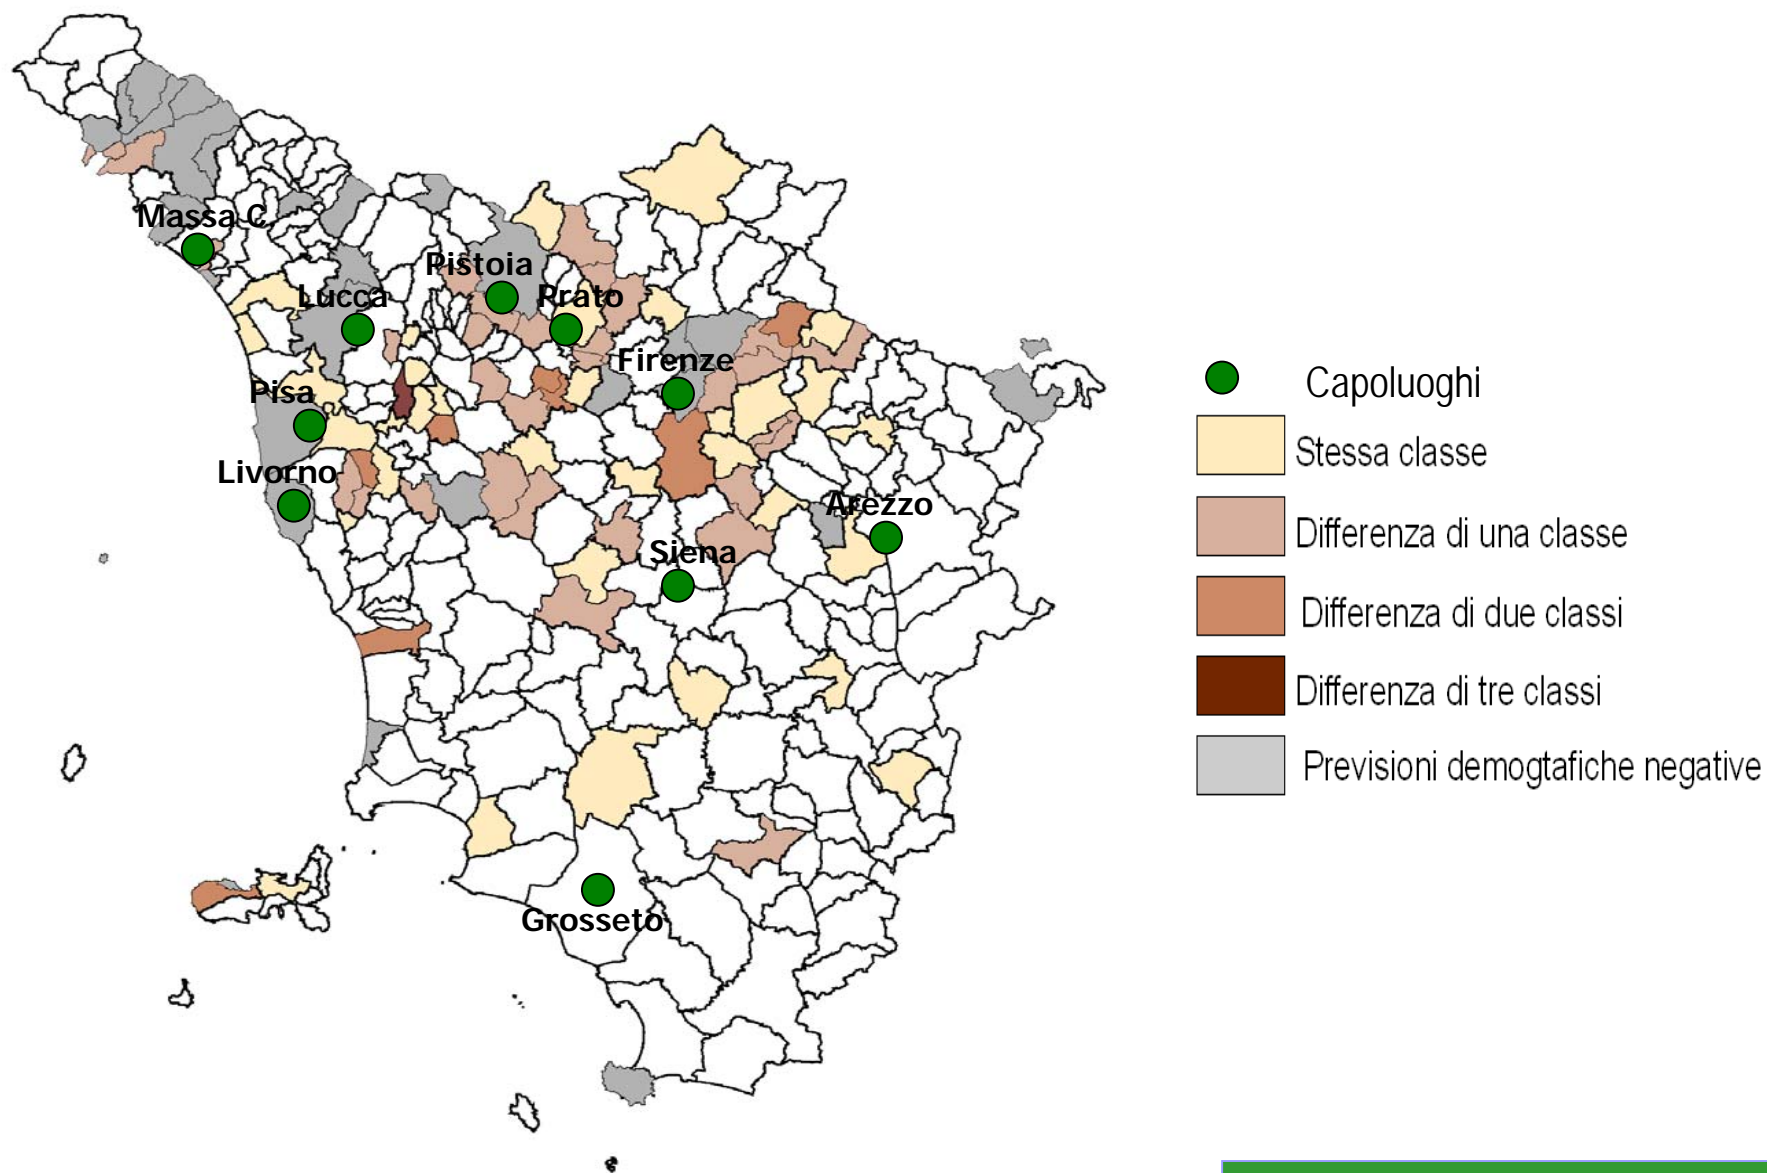 Massa C.
Pistoia
Lucca
Prato
Firenze
Pisa
Livorno
Arezzo
Siena
Grosseto
Capoluoghi
Stessa classe
Differenza di una classe
Differenza di due classi
Differenza di tre classi
Previsioni demogtafiche negative